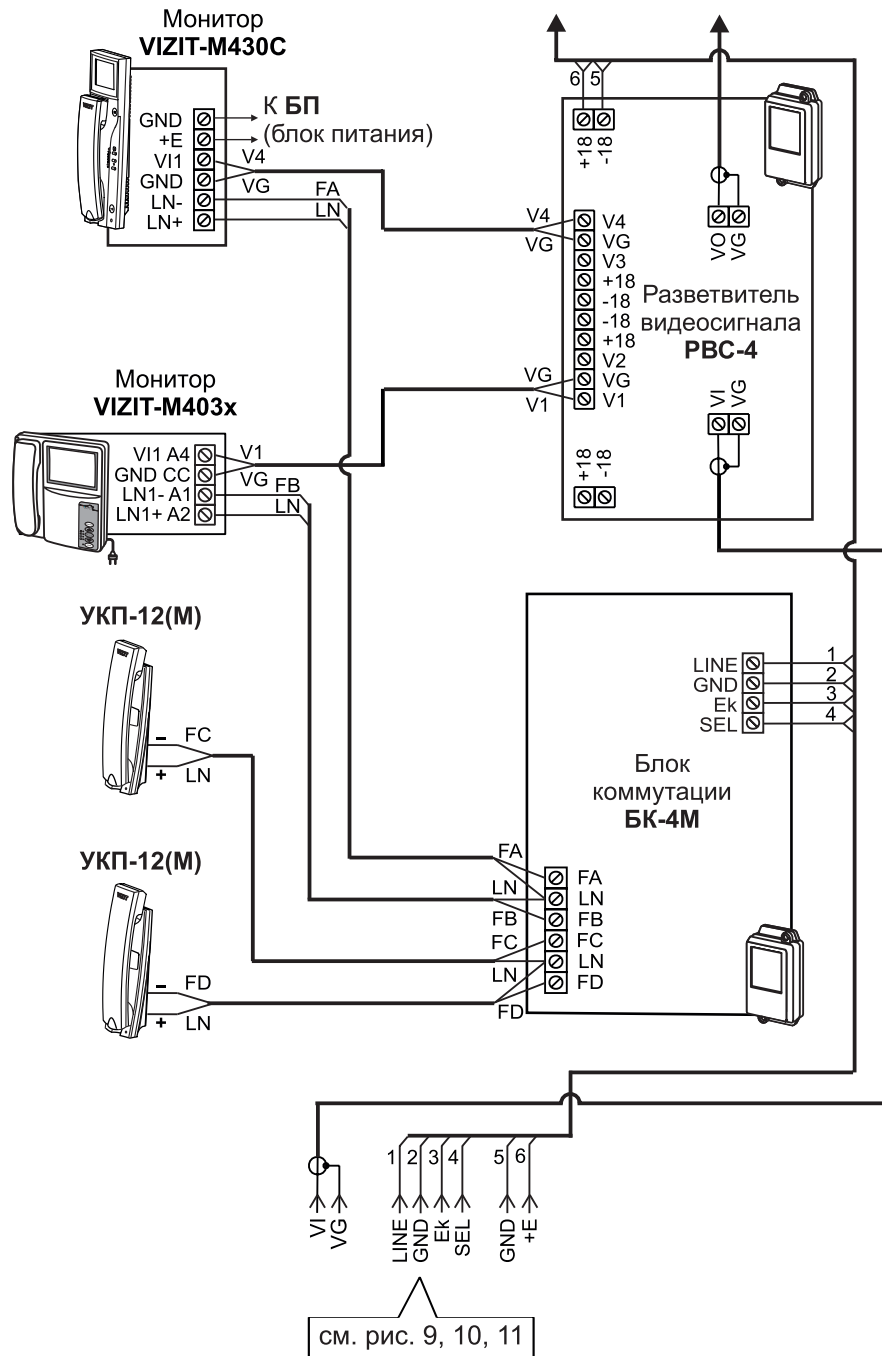 Монитор
VIZIT-M430C
GND
+E
VI1
GND
LN-
LN+
К БП
(блок питания)
V4
VG
FA
LN
6 5
+18 -18
V4
VG
V4
VG
V3
+18
-18
-18
+18
V2
VG
V1
VG
V1
VO VG
Разветвитель
видеосигнала
РВС-4
VI VG
+18 -18
Монитор
VIZIT-M403x
VI1 A4
GND CC
LN1- A1
LN1+ A2
V1
VG
FB
LN
УКП-12(М)
VIZIT
– FC
+ LN
УКП-12(М)
VIZIT
– FD
+ LN
LINE 1
GND 2
Ek 3
SEL 4
Блок
коммутации
БК-4М
FA
LN
FB
FC
LN
FD
FA
LN
FB
FC
LN
FD
1 2 3 4 5 6
VI VG LINE GND Ek SEL GND +E
см. рис. 9, 10, 11